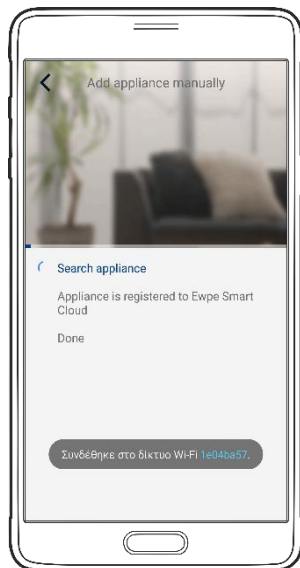 Add appliance manually
Search appliance
Appliance is registered to Ewpe Smart
Cloud
Done
Συνδέθηκε στο δίκτυο Wi-Fi 1e04ba57.